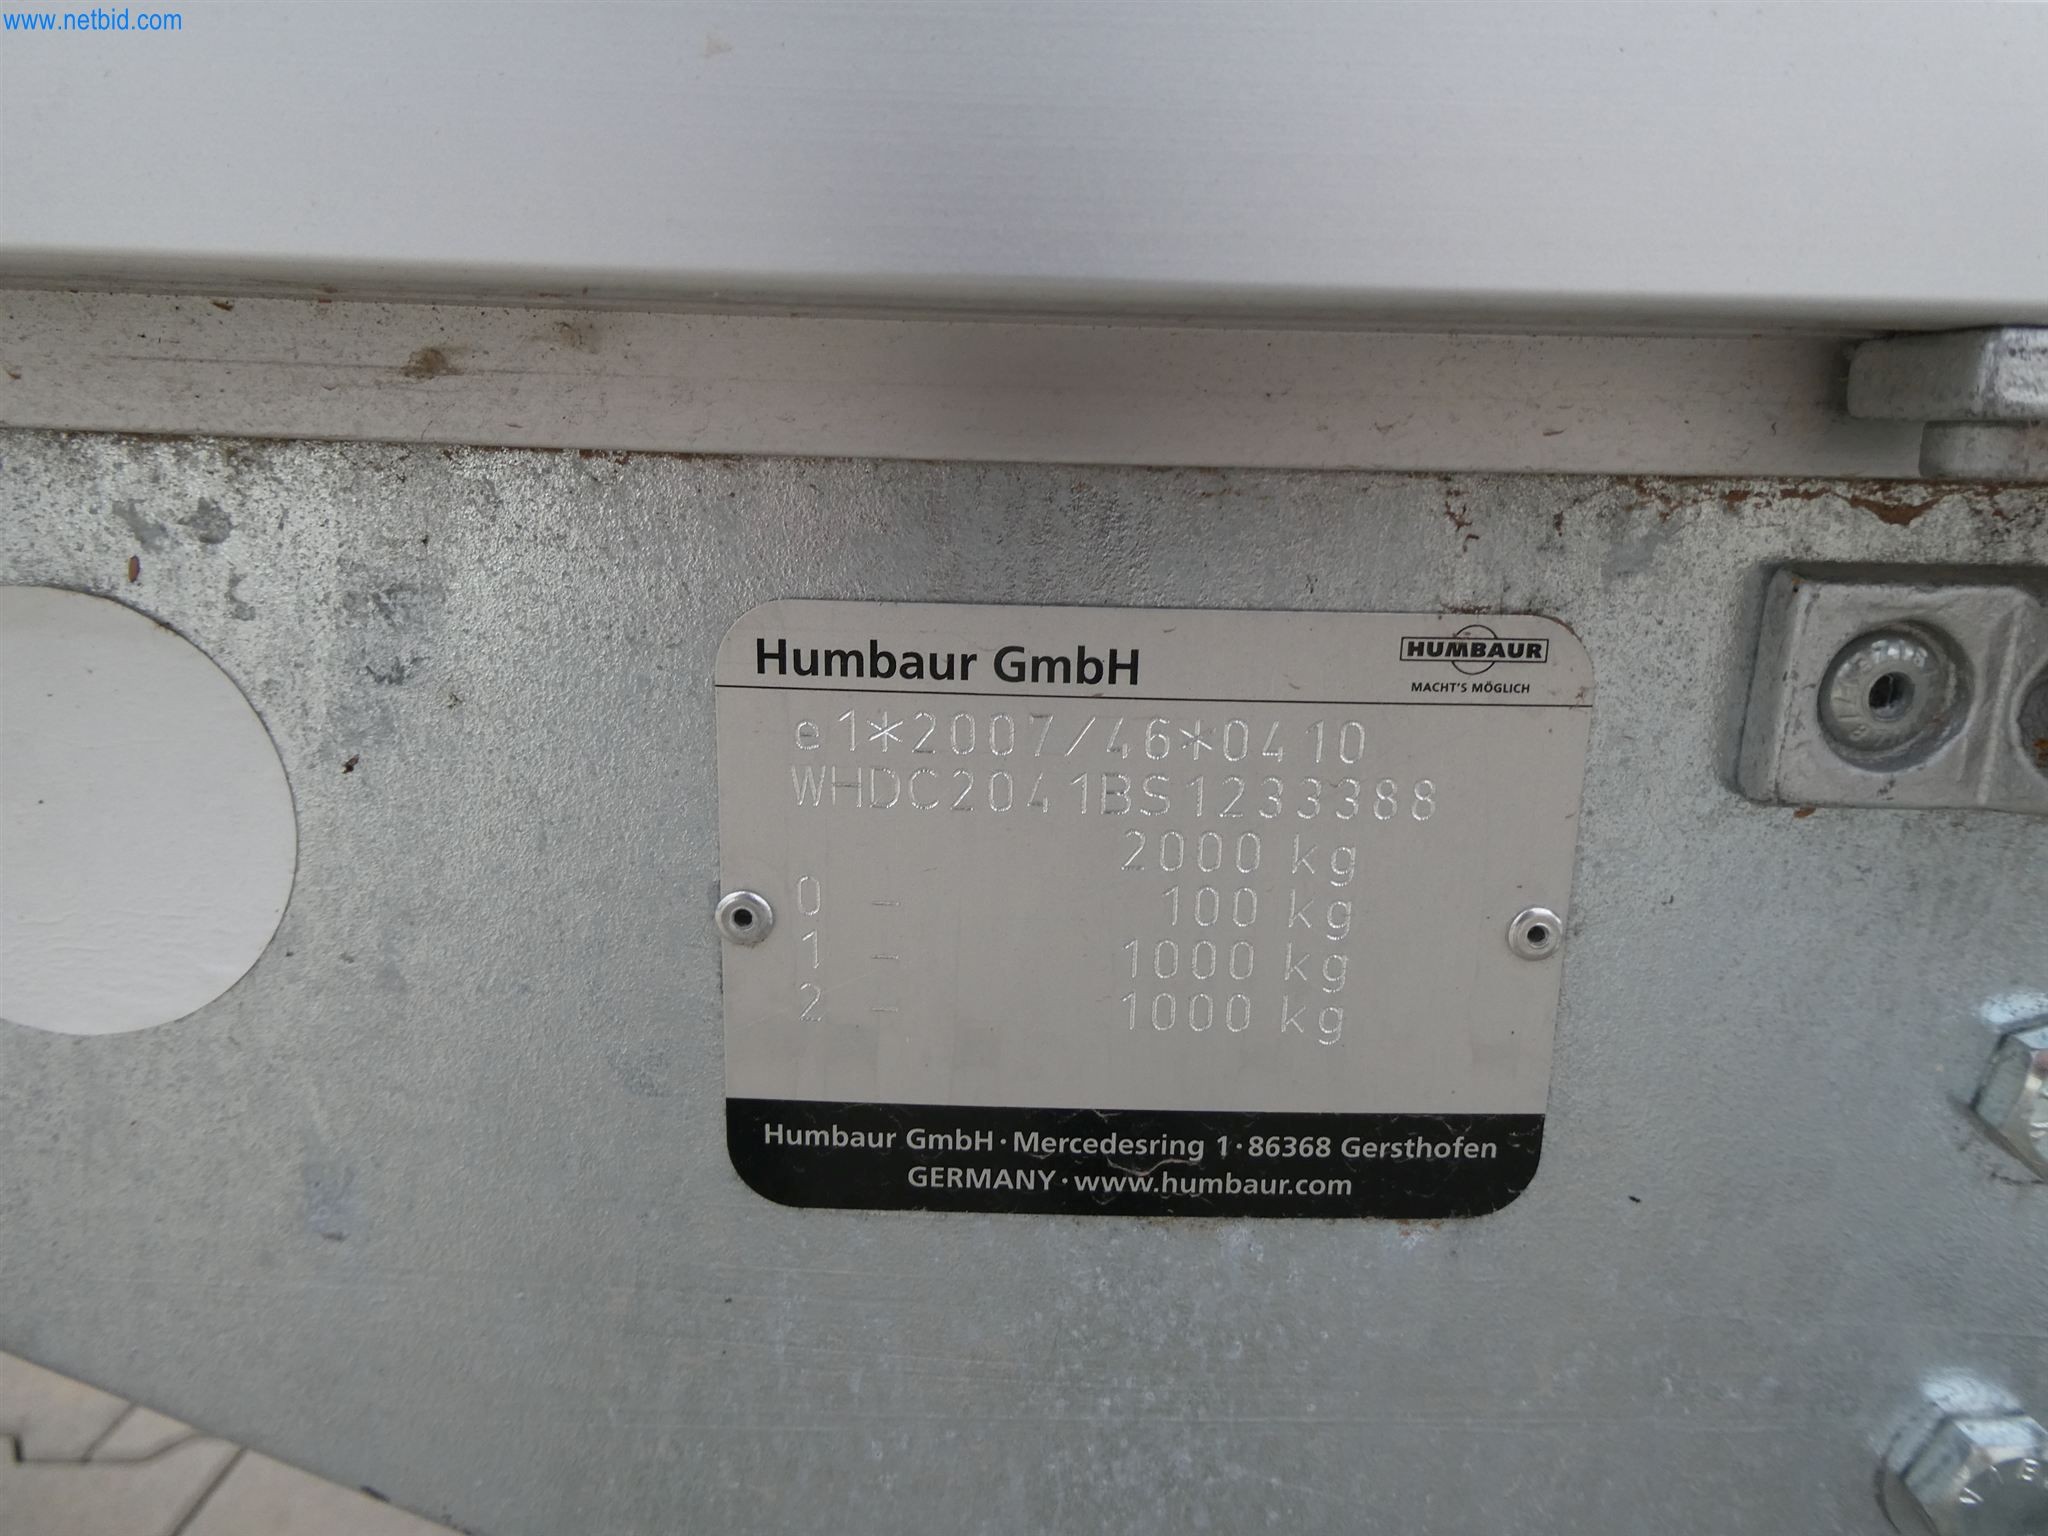 www.netbid.com
Humbaur GmbH
HUMBAUR
MACHT'S MÖGLICH
e1*2007/46*0410
WHDC2041BS1233388
2000 kg
0 - 100 kg
1 - 1000 kg
2 - 1000 kg
Humbaur GmbH · Mercedesring 1 · 86368 Gersthofen
GERMANY · www.humbaur.com